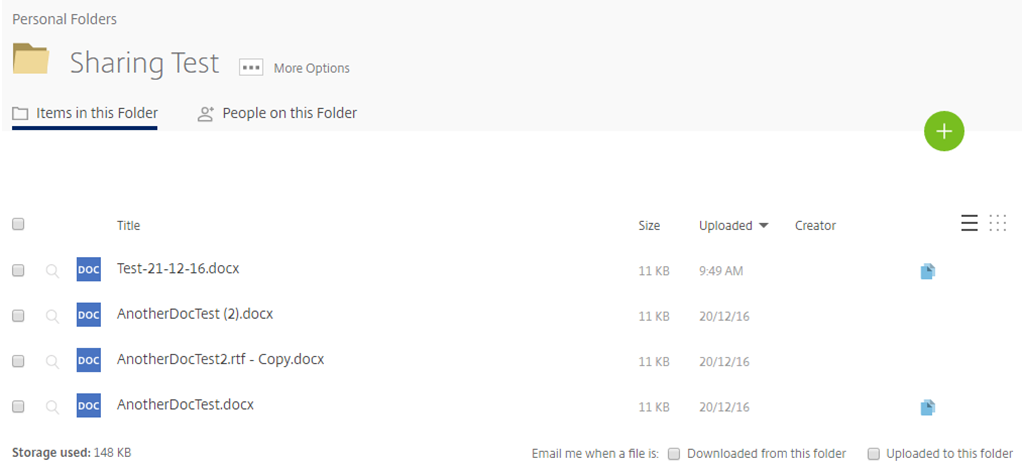 Personal Folders
Sharing Test ••• More Options
Items in this Folder People on this Folder
+
Title Size Uploaded Creator
DOC Test-21-12-16.docx 11 KB 9:49 AM
DOC AnotherDocTest (2).docx 11 KB 20/12/16
DOC AnotherDocTest2.rtf - Copy.docx 11 KB 20/12/16
DOC AnotherDocTest.docx 11 KB 20/12/16
Storage used: 148 KB Email me when a file is: Downloaded from this folder Uploaded to this folder